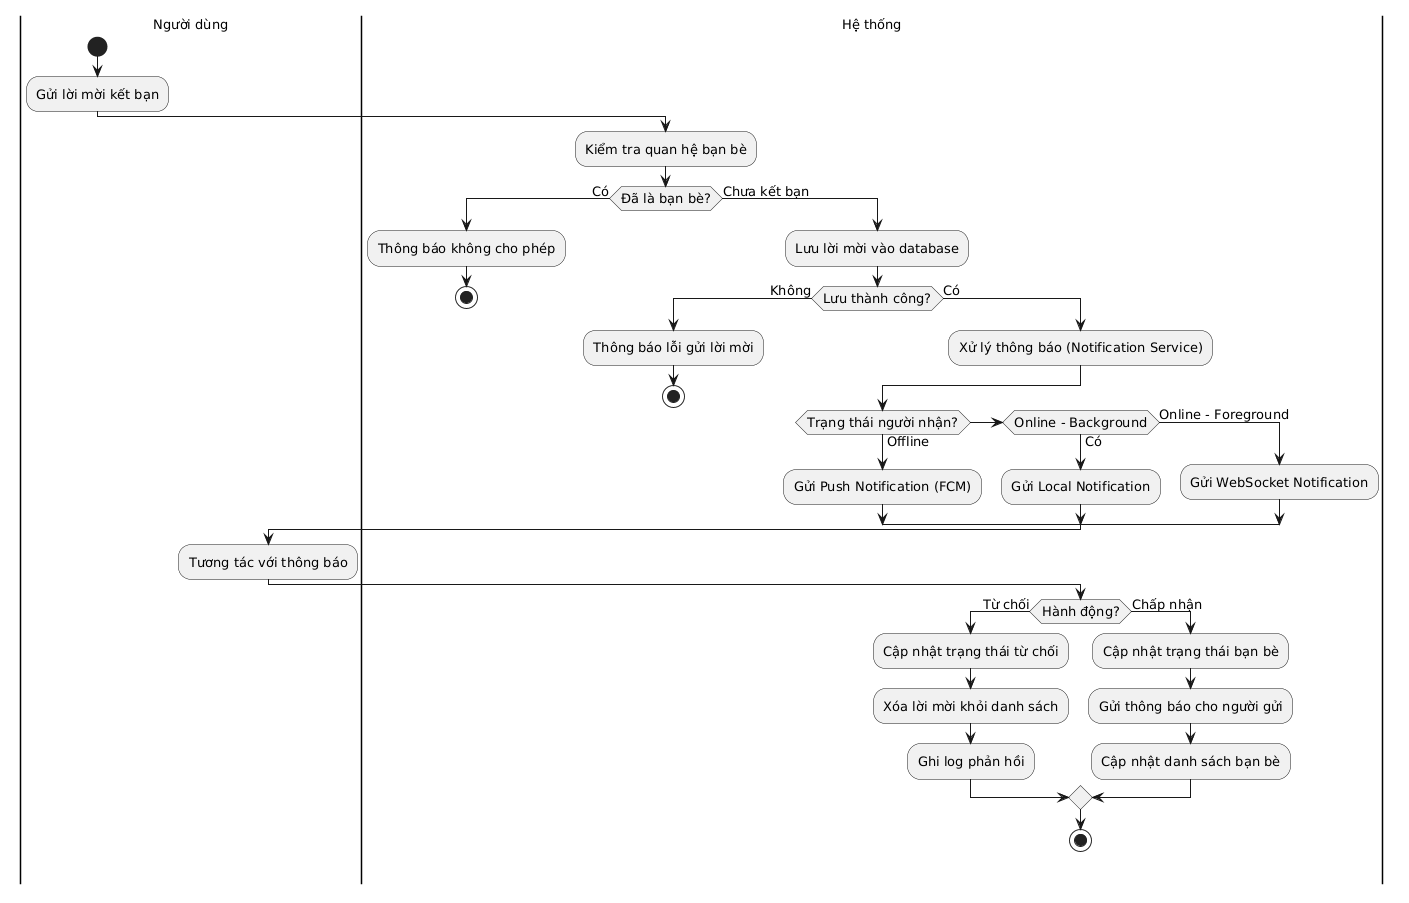 Người dùng
Hệ thống
Gửi lời mời kết bạn
Kiểm tra quan hệ bạn bè
Có
Đã là bạn bè?
Chưa kết bạn
Thông báo không cho phép
Lưu lời mời vào database
Không
Lưu thành công?
Có
Thông báo lỗi gửi lời mời
Xử lý thông báo (Notification Service)
Trạng thái người nhận?
Online - Background
Online - Foreground
Offline
Có
Gửi Push Notification (FCM)
Gửi Local Notification
Gửi WebSocket Notification
Tương tác với thông báo
Từ chối
Hành động?
Chấp nhận
Cập nhật trạng thái từ chối
Cập nhật trạng thái bạn bè
Xóa lời mời khỏi danh sách
Gửi thông báo cho người gửi
Ghi log phản hồi
Cập nhật danh sách bạn bè